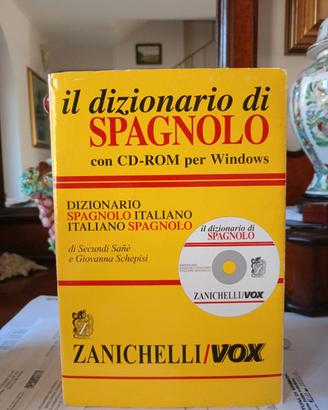 il dizionario di
SPAGNOLO
con CD-ROM per Windows
DIZIONARIO
SPAGNOLO ITALIANO
ITALIANO SPAGNOLO
di Secundí Sañé
e Giovanna Schepisi
il dizionario di
SPAGNOLO
ZANICHELLI/VOX
ZANICHELLI/VOX